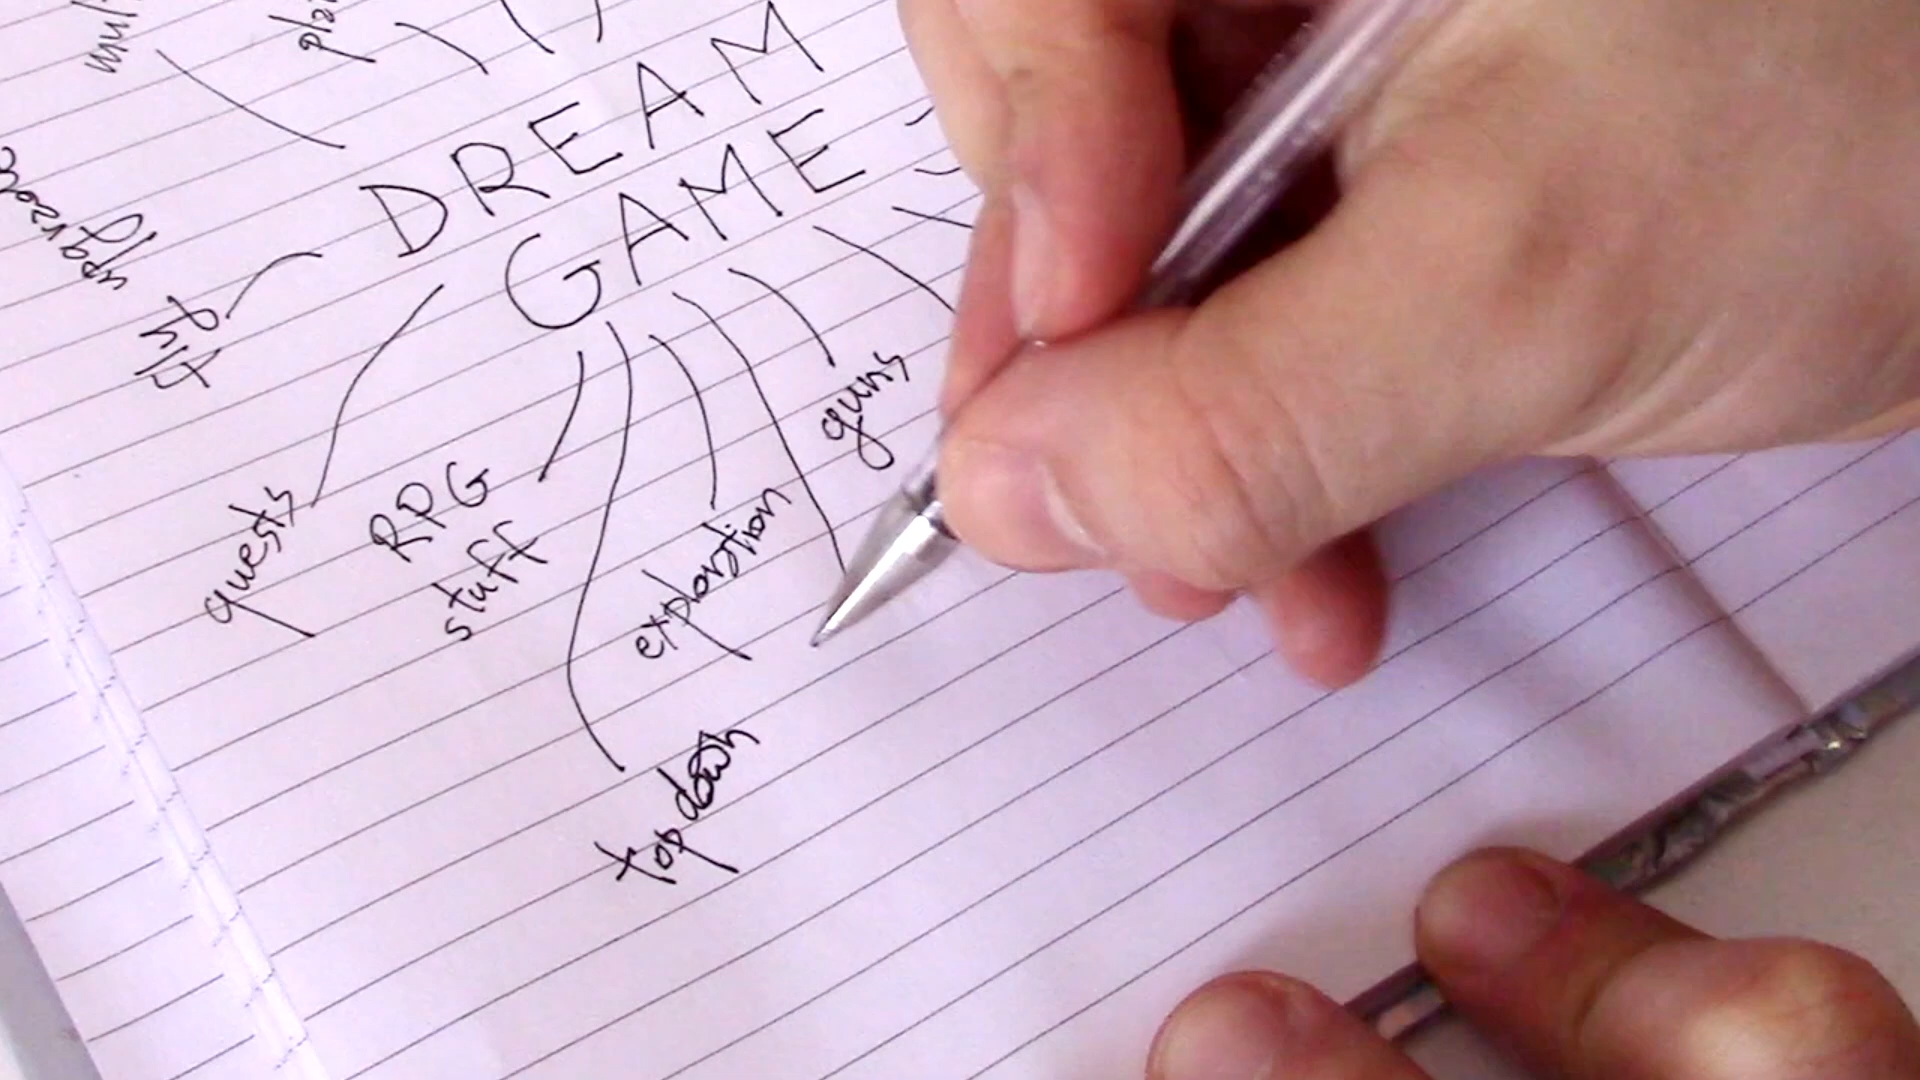 DREAM
GAME
quests
RPG
stuff
exploration
top down
guns